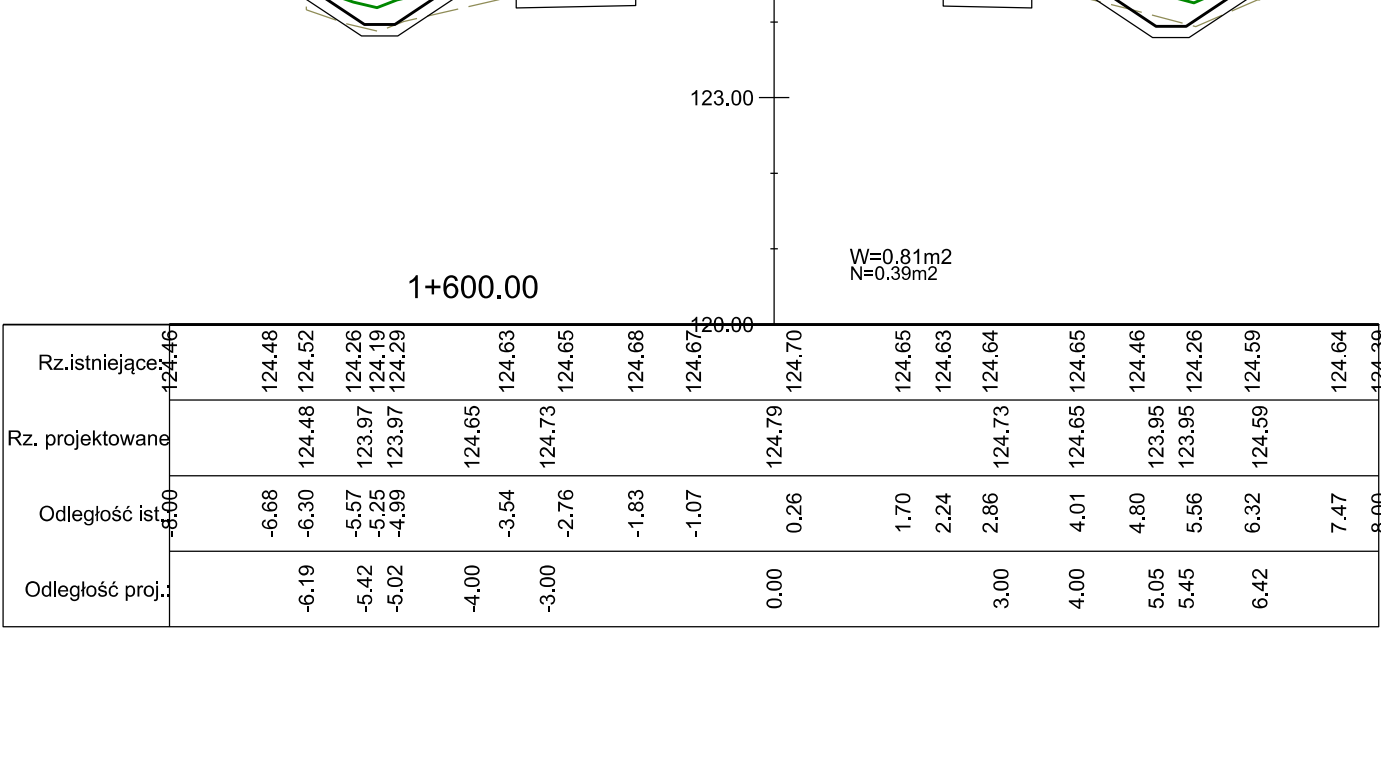 123.00
W=0.81m2
N=0.39m2
1+600.00
120.00
Rz.istniejące: 124.46 124.48 124.52 124.26 124.19 124.29 124.63 124.65 124.68 124.67 124.70 124.65 124.63 124.64 124.65 124.46 124.26 124.59 124.64 124.39
Rz. projektowane 124.48 123.97 123.97 124.65 124.73 124.79 124.73 124.65 123.95 123.95 124.59
Odległość ist.: -8.00 -6.68 -6.30 -5.57 -5.25 -4.99 -3.54 -2.76 -1.83 -1.07 0.26 1.70 2.24 2.86 4.01 4.80 5.56 6.32 7.47 8.00
Odległość proj.: -6.19 -5.42 -5.02 -4.00 -3.00 0.00 3.00 4.00 5.05 5.45 6.42